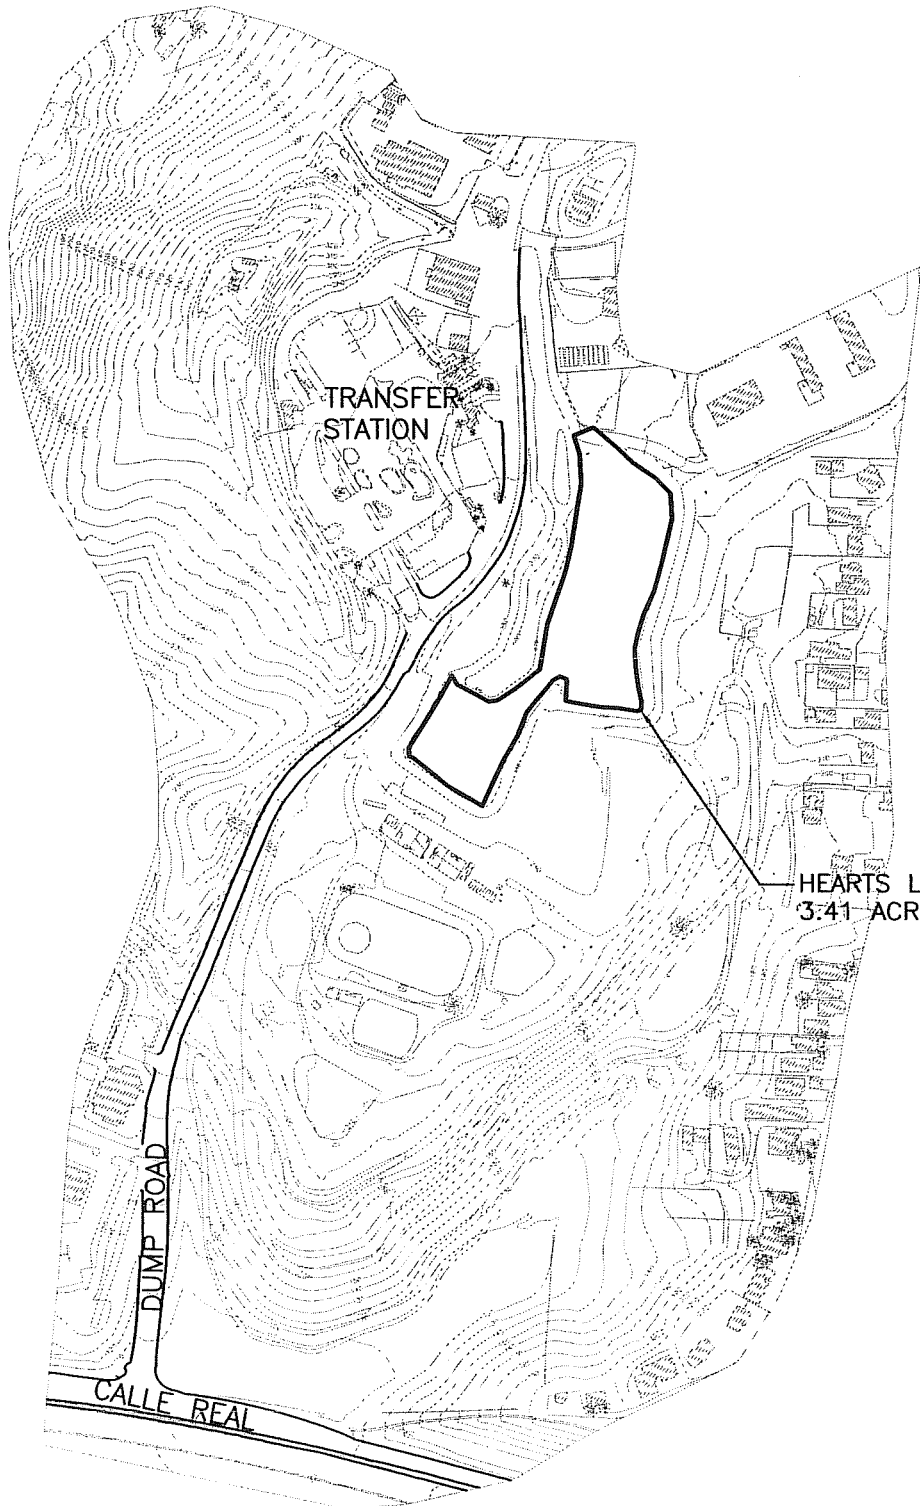 TRANSFER
STATION
HEARTS L
3.41 ACR
DUMP ROAD
CALLE REAL